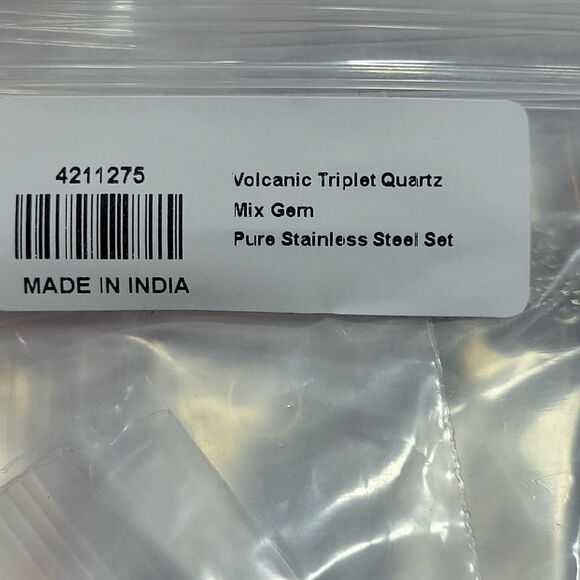 4211275
MADE IN INDIA
Volcanic Triplet Quartz
Mix Gem
Pure Stainless Steel Set